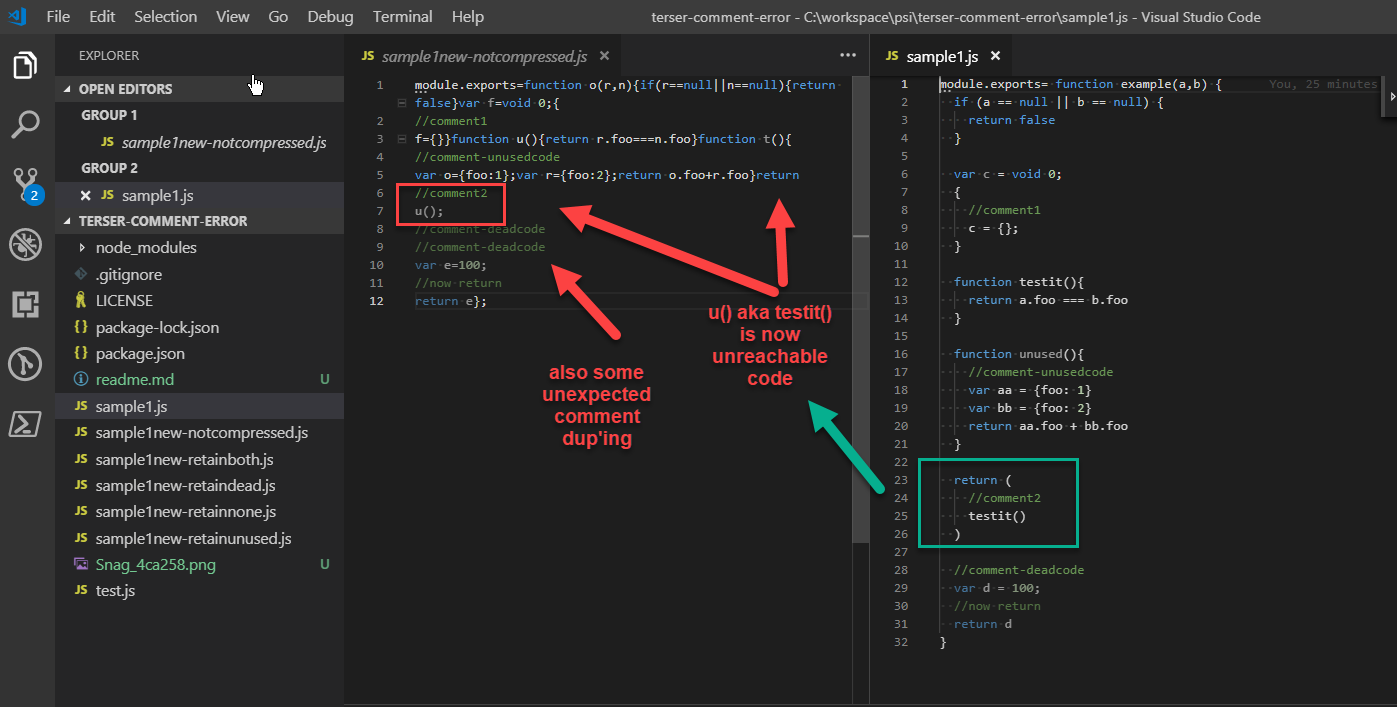 File Edit Selection View Go Debug Terminal Help
terser-comment-error - C:\workspace\psi\terser-comment-error\sample1.js - Visual Studio Code
EXPLORER
OPEN EDITORS
GROUP 1
JS sample1new-notcompressed.js
GROUP 2
JS sample1.js
TERSER-COMMENT-ERROR
node_modules
.gitignore
LICENSE
{} package-lock.json
{} package.json
readme.md U
JS sample1.js
JS sample1new-notcompressed.js
JS sample1new-retainboth.js
JS sample1new-retaindead.js
JS sample1new-retainnone.js
JS sample1new-retainunused.js
Snag_4ca258.png U
JS test.js
2
JS sample1new-notcompressed.js
1 module.exports=function o(r,n){if(r==null||n==null){return
false}var f=void 0;{
2 //comment1
3 f={}}function u(){return r.foo===n.foo}function t(){
4 //comment-unusedcode
5 var o={foo:1};var r={foo:2};return o.foo+r.foo}return
6 //comment2
7 u();
8 //comment-deadcode
9 //comment-deadcode
10 var e=100;
11 //now return
12 return e};
also some
unexpected
comment
dup'ing
u() aka testit()
is now
unreachable
code
JS sample1.js
1 module.exports= function example(a,b) { You, 25 minutes
2 if (a == null || b == null) {
3 return false
4 }
5
6 var c = void 0;
7 {
8 //comment1
9 c = {};
10 }
11
12 function testit(){
13 return a.foo === b.foo
14 }
15
16 function unused(){
17 //comment-unusedcode
18 var aa = {foo: 1}
19 var bb = {foo: 2}
20 return aa.foo + bb.foo
21 }
22
23 return (
24 //comment2
25 testit()
26 )
27
28 //comment-deadcode
29 var d = 100;
30 //now return
31 return d
32 }